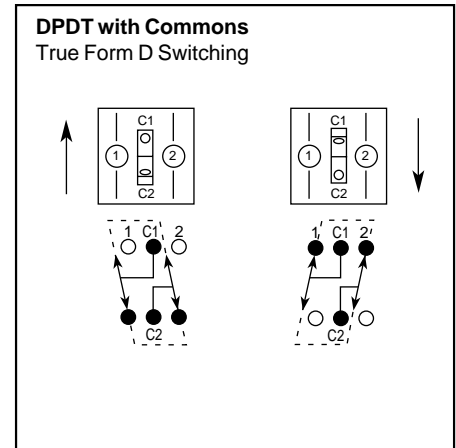 DPDT with Commons
True Form D Switching
C1
1 2
C2
C1
1 2
C2
1 C1 2
C2
1 C1 2
C2